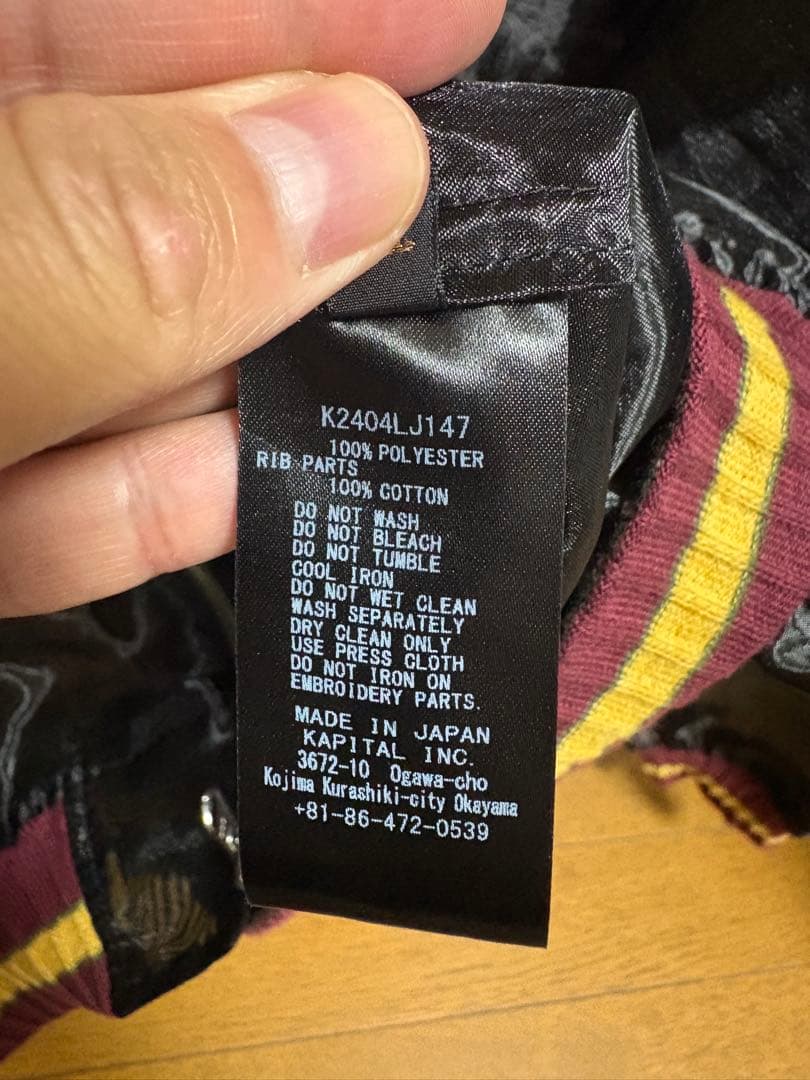 K2404LJ147
100% POLYESTER
RIB PARTS
100% COTTON
DO NOT WASH
DO NOT BLEACH
DO NOT TUMBLE
COOL IRON
DO NOT WET CLEAN
WASH SEPARATELY
DRY CLEAN ONLY
USE PRESS CLOTH
DO NOT IRON ON
EMBROIDERY PARTS.
MADE IN JAPAN
KAPITAL INC.
3672-10 Ogawa-cho
Kojima Kurashiki-city Okayama
+81-86-472-0539